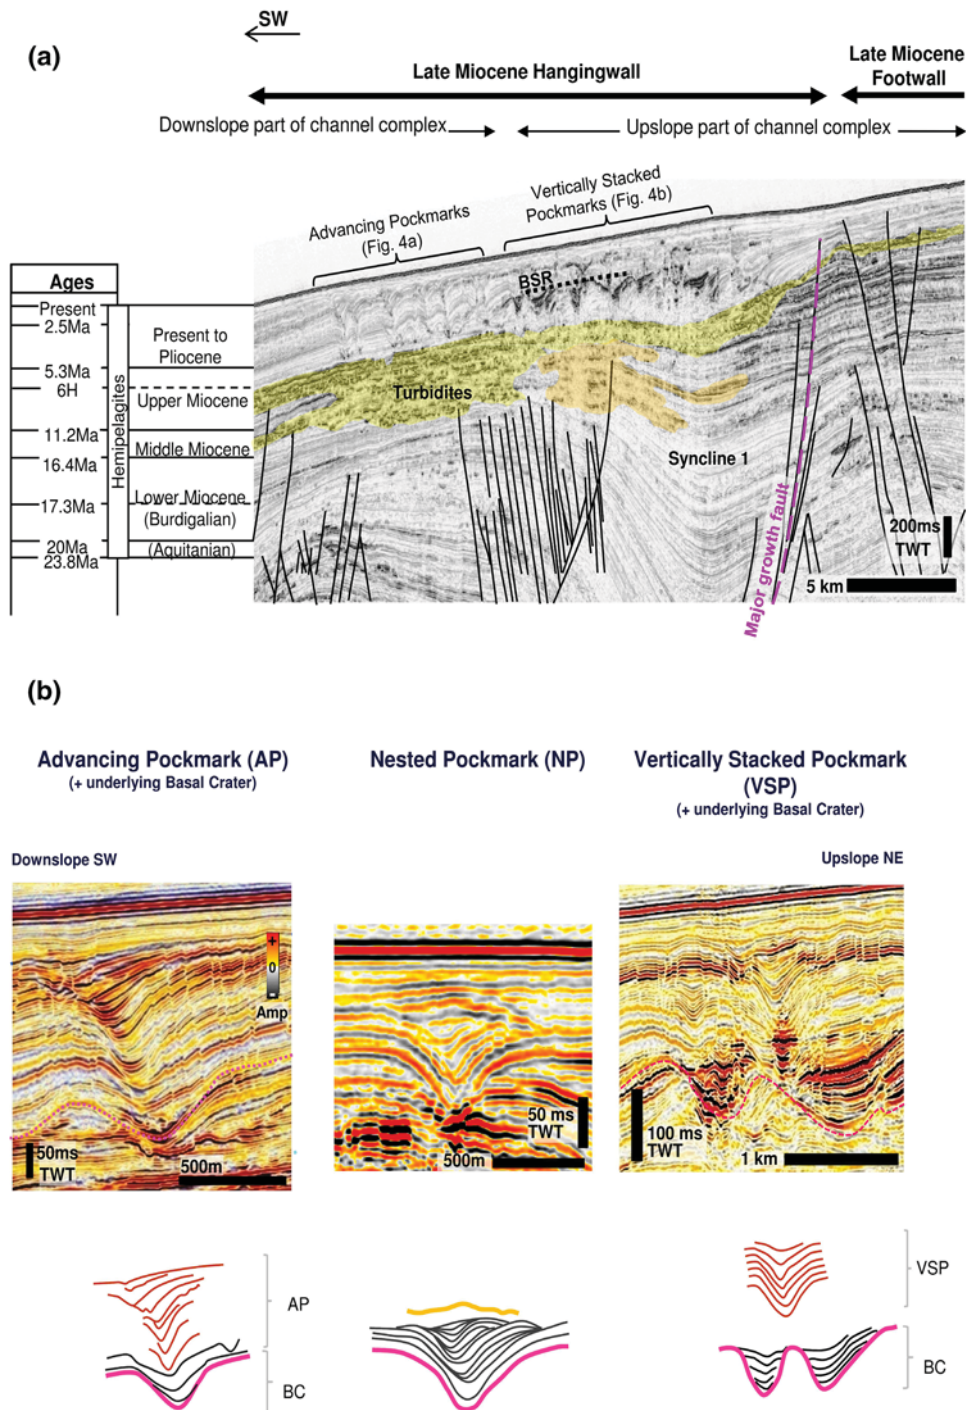 SW
(a)
Late Miocene Hangingwall
Late Miocene
Footwall
Downslope part of channel complex
Upslope part of channel complex
Advancing Pockmarks
(Fig. 4a)
Vertically Stacked
Pockmarks (Fig. 4b)
BSR
Ages
Present
2.5Ma
5.3Ma
6H
11.2Ma
16.4Ma
17.3Ma
20Ma
23.8Ma
Hemipelagites
Present to
Pliocene
Upper Miocene
Middle Miocene
Lower Miocene
(Burdigalian)
(Aquitanian)
Turbidites
Syncline 1
Major growth fault
200ms
TWT
5 km
(b)
Advancing Pockmark (AP)
(+ underlying Basal Crater)
Nested Pockmark (NP)
Vertically Stacked Pockmark
(VSP)
(+ underlying Basal Crater)
Downslope SW
Upslope NE
+
0
-
Amp
50ms
TWT
500m
50 ms
TWT
500m
100 ms
TWT
1 km
AP
BC
VSP
BC